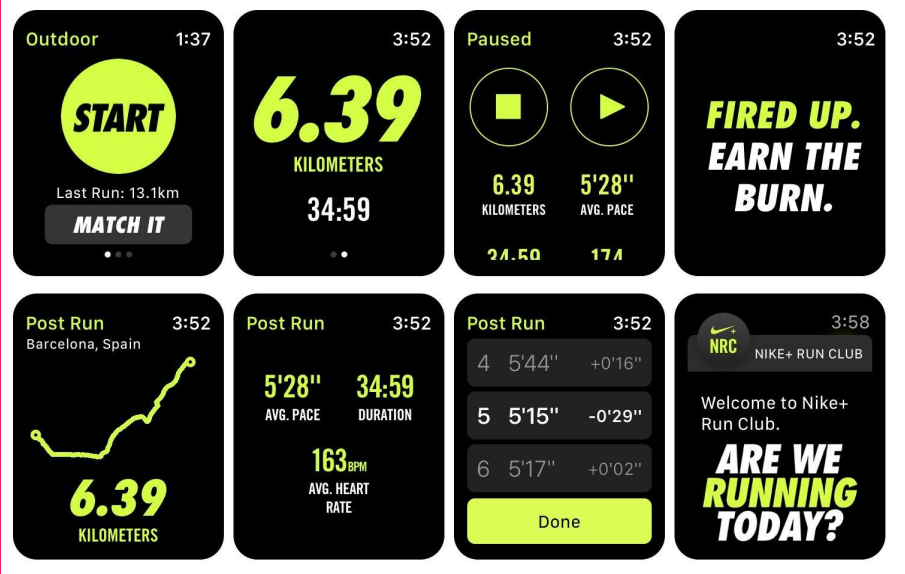 Outdoor 1:37
START
Last Run: 13.1km
MATCH IT
3:52
6.39
KILOMETERS
34:59
Paused 3:52
6.39 5'28''
KILOMETERS AVG. PACE
34:59 174
3:52
FIRED UP.
EARN THE
BURN.
Post Run 3:52
Barcelona, Spain
6.39
KILOMETERS
Post Run 3:52
5'28'' 34:59
AVG. PACE DURATION
163BPM
AVG. HEART
RATE
Post Run 3:52
4 5'44'' +0'16''
5 5'15'' -0'29''
6 5'17'' +0'02''
Done
3:58
NRC
NIKE+ RUN CLUB
Welcome to Nike+
Run Club.
ARE WE
RUNNING
TODAY?